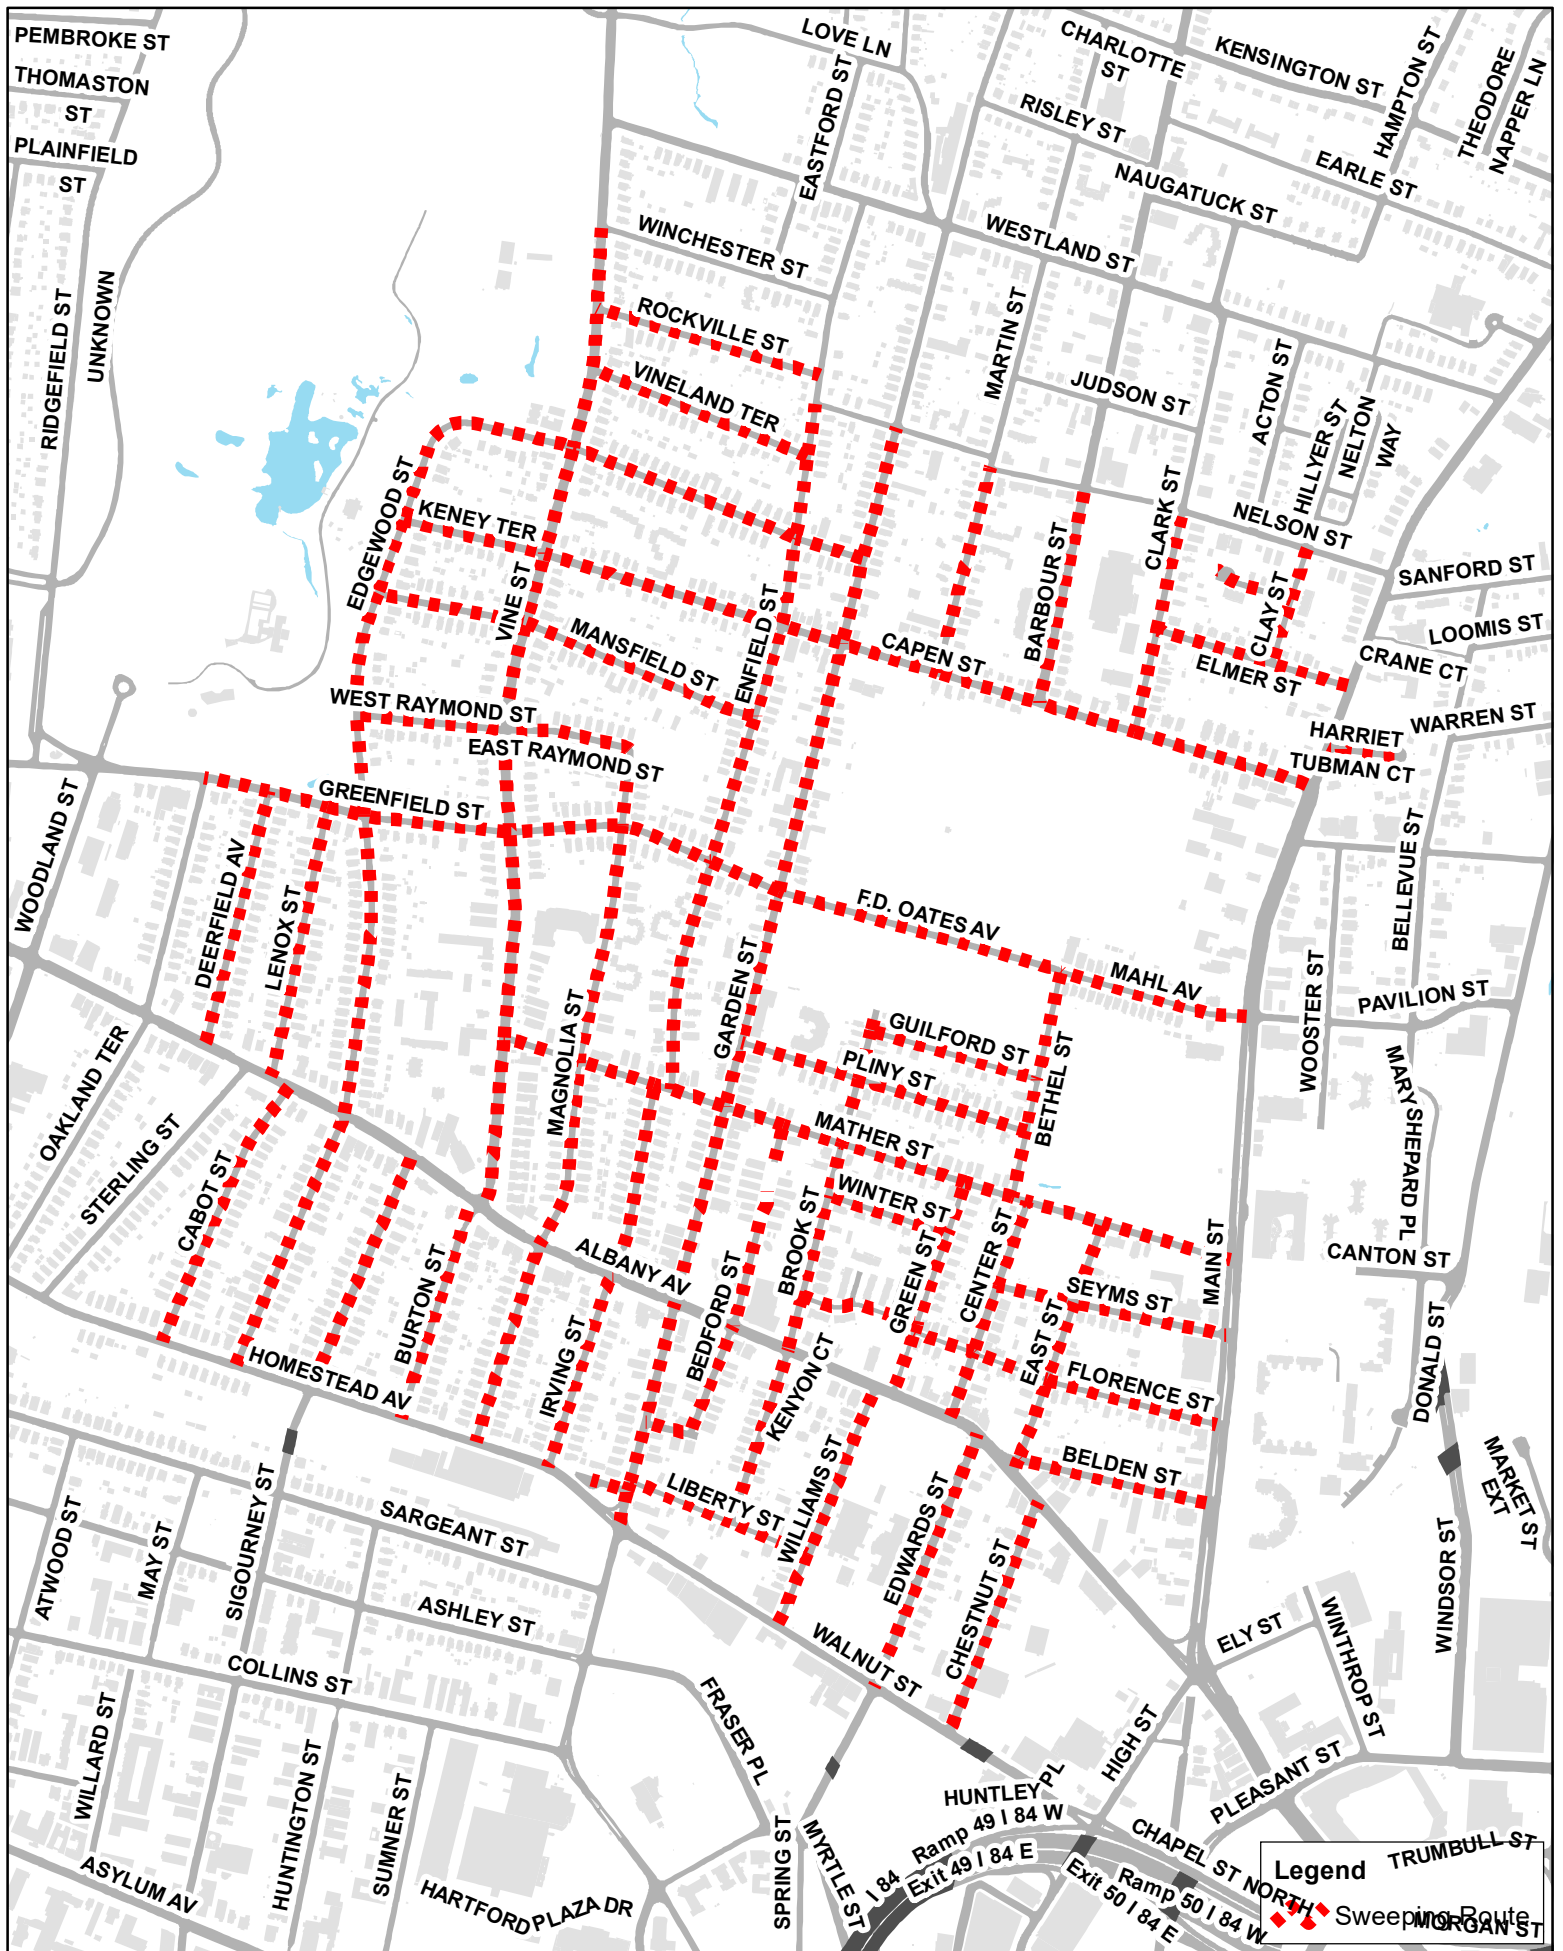 PEMBROKE ST
THOMASTON
ST
PLAINFIELD
ST
LOVE LN
EASTFORD ST
CHARLOTTE
ST
KENSINGTON ST
HAMPTON ST
THEODORE
NAPPER LN
RISLEY ST
EARLE ST
NAUGATUCK ST
WINCHESTER ST
WESTLAND ST
RIDGEFIELD ST
UNKNOWN
ROCKVILLE ST
MARTIN ST
VINELAND TER
JUDSON ST
ACTON ST
HILLYER ST
NELTON
WAY
EDGEWOOD ST
KENEY TER
CLARK ST
NELSON ST
BARBOUR ST
VINE ST
MANSFIELD ST
ENFIELD ST
CAPEN ST
CLAY ST
ELMER ST
SANFORD ST
LOOMIS ST
CRANE CT
WEST RAYMOND ST
EAST RAYMOND ST
HARRIET
TUBMAN CT
WARREN ST
WOODLAND ST
GREENFIELD ST
DEERFIELD AV
LENOX ST
F.D. OATES AV
BELLEVUE ST
MAHL AV
WOOSTER ST
PAVILION ST
GARDEN ST
MAGNOLIA ST
GUILFORD ST
PLINY ST
BETHEL ST
OAKLAND TER
STERLING ST
MATHER ST
MARY SHEPARD PL
CABOT ST
WINTER ST
BROOK ST
GREEN ST
CENTER ST
MAIN ST
CANTON ST
ALBANY AV
BURTON ST
BEDFORD ST
SEYMS ST
EAST ST
DONALD ST
IRVING ST
KENYON CT
HOMESTEAD AV
FLORENCE ST
BELDEN ST
WILLIAMS ST
LIBERTY ST
EDWARDS ST
CHESTNUT ST
MARKET ST
EXT
SIGOURNEY ST
SARGEANT ST
ATWOOD ST
MAY ST
ASHLEY ST
WINDSOR ST
WALNUT ST
ELY ST
WINTHROP ST
COLLINS ST
FRASER PL
HIGH ST
WILLARD ST
HUNTINGTON ST
SUMNER ST
HUNTLEY
PL
PLEASANT ST
Ramp 49 I 84 W
Exit 49 I 84 E
I 84
CHAPEL ST NORTH
Ramp 50 I 84 W
Exit 50 I 84 E
TRUMBULL ST
SPRING ST
MYRTLE ST
ASYLUM AV
HARTFORD
PLAZA DR
Legend
Sweeping Route
MORGAN ST